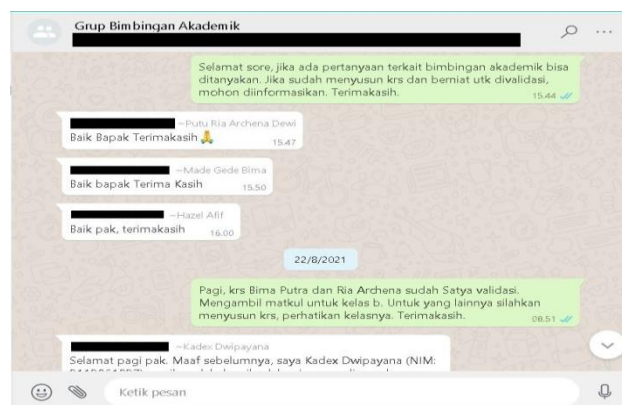 Grup Bimbingan Akademik
Selamat sore, jika ada pertanyaan terkait bimbingan akademik bisa
ditanyakan. Jika sudah menyusun krs dan berniat utk divalidasi,
mohon diinformasikan. Terimakasih.
15.44
~Putu Ria Archena Dewi
Baik Bapak Terimakasih 🙏
15.47
~Made Gede Bima
Baik bapak Terima Kasih
15.50
~Hazel Afif
Baik pak, terimakasih
16.00
22/8/2021
Pagi, krs Bima Putra dan Ria Archena sudah Satya validasi.
Mengambil matkul untuk kelas b. Untuk yang lainnya silahkan
menyusun krs, perhatikan kelasnya. Terimakasih.
08.51
~Kadex Dwipayana
Selamat pagi pak. Maaf sebelumnya, saya Kadex Dwipayana (NIM:
Ketik pesan